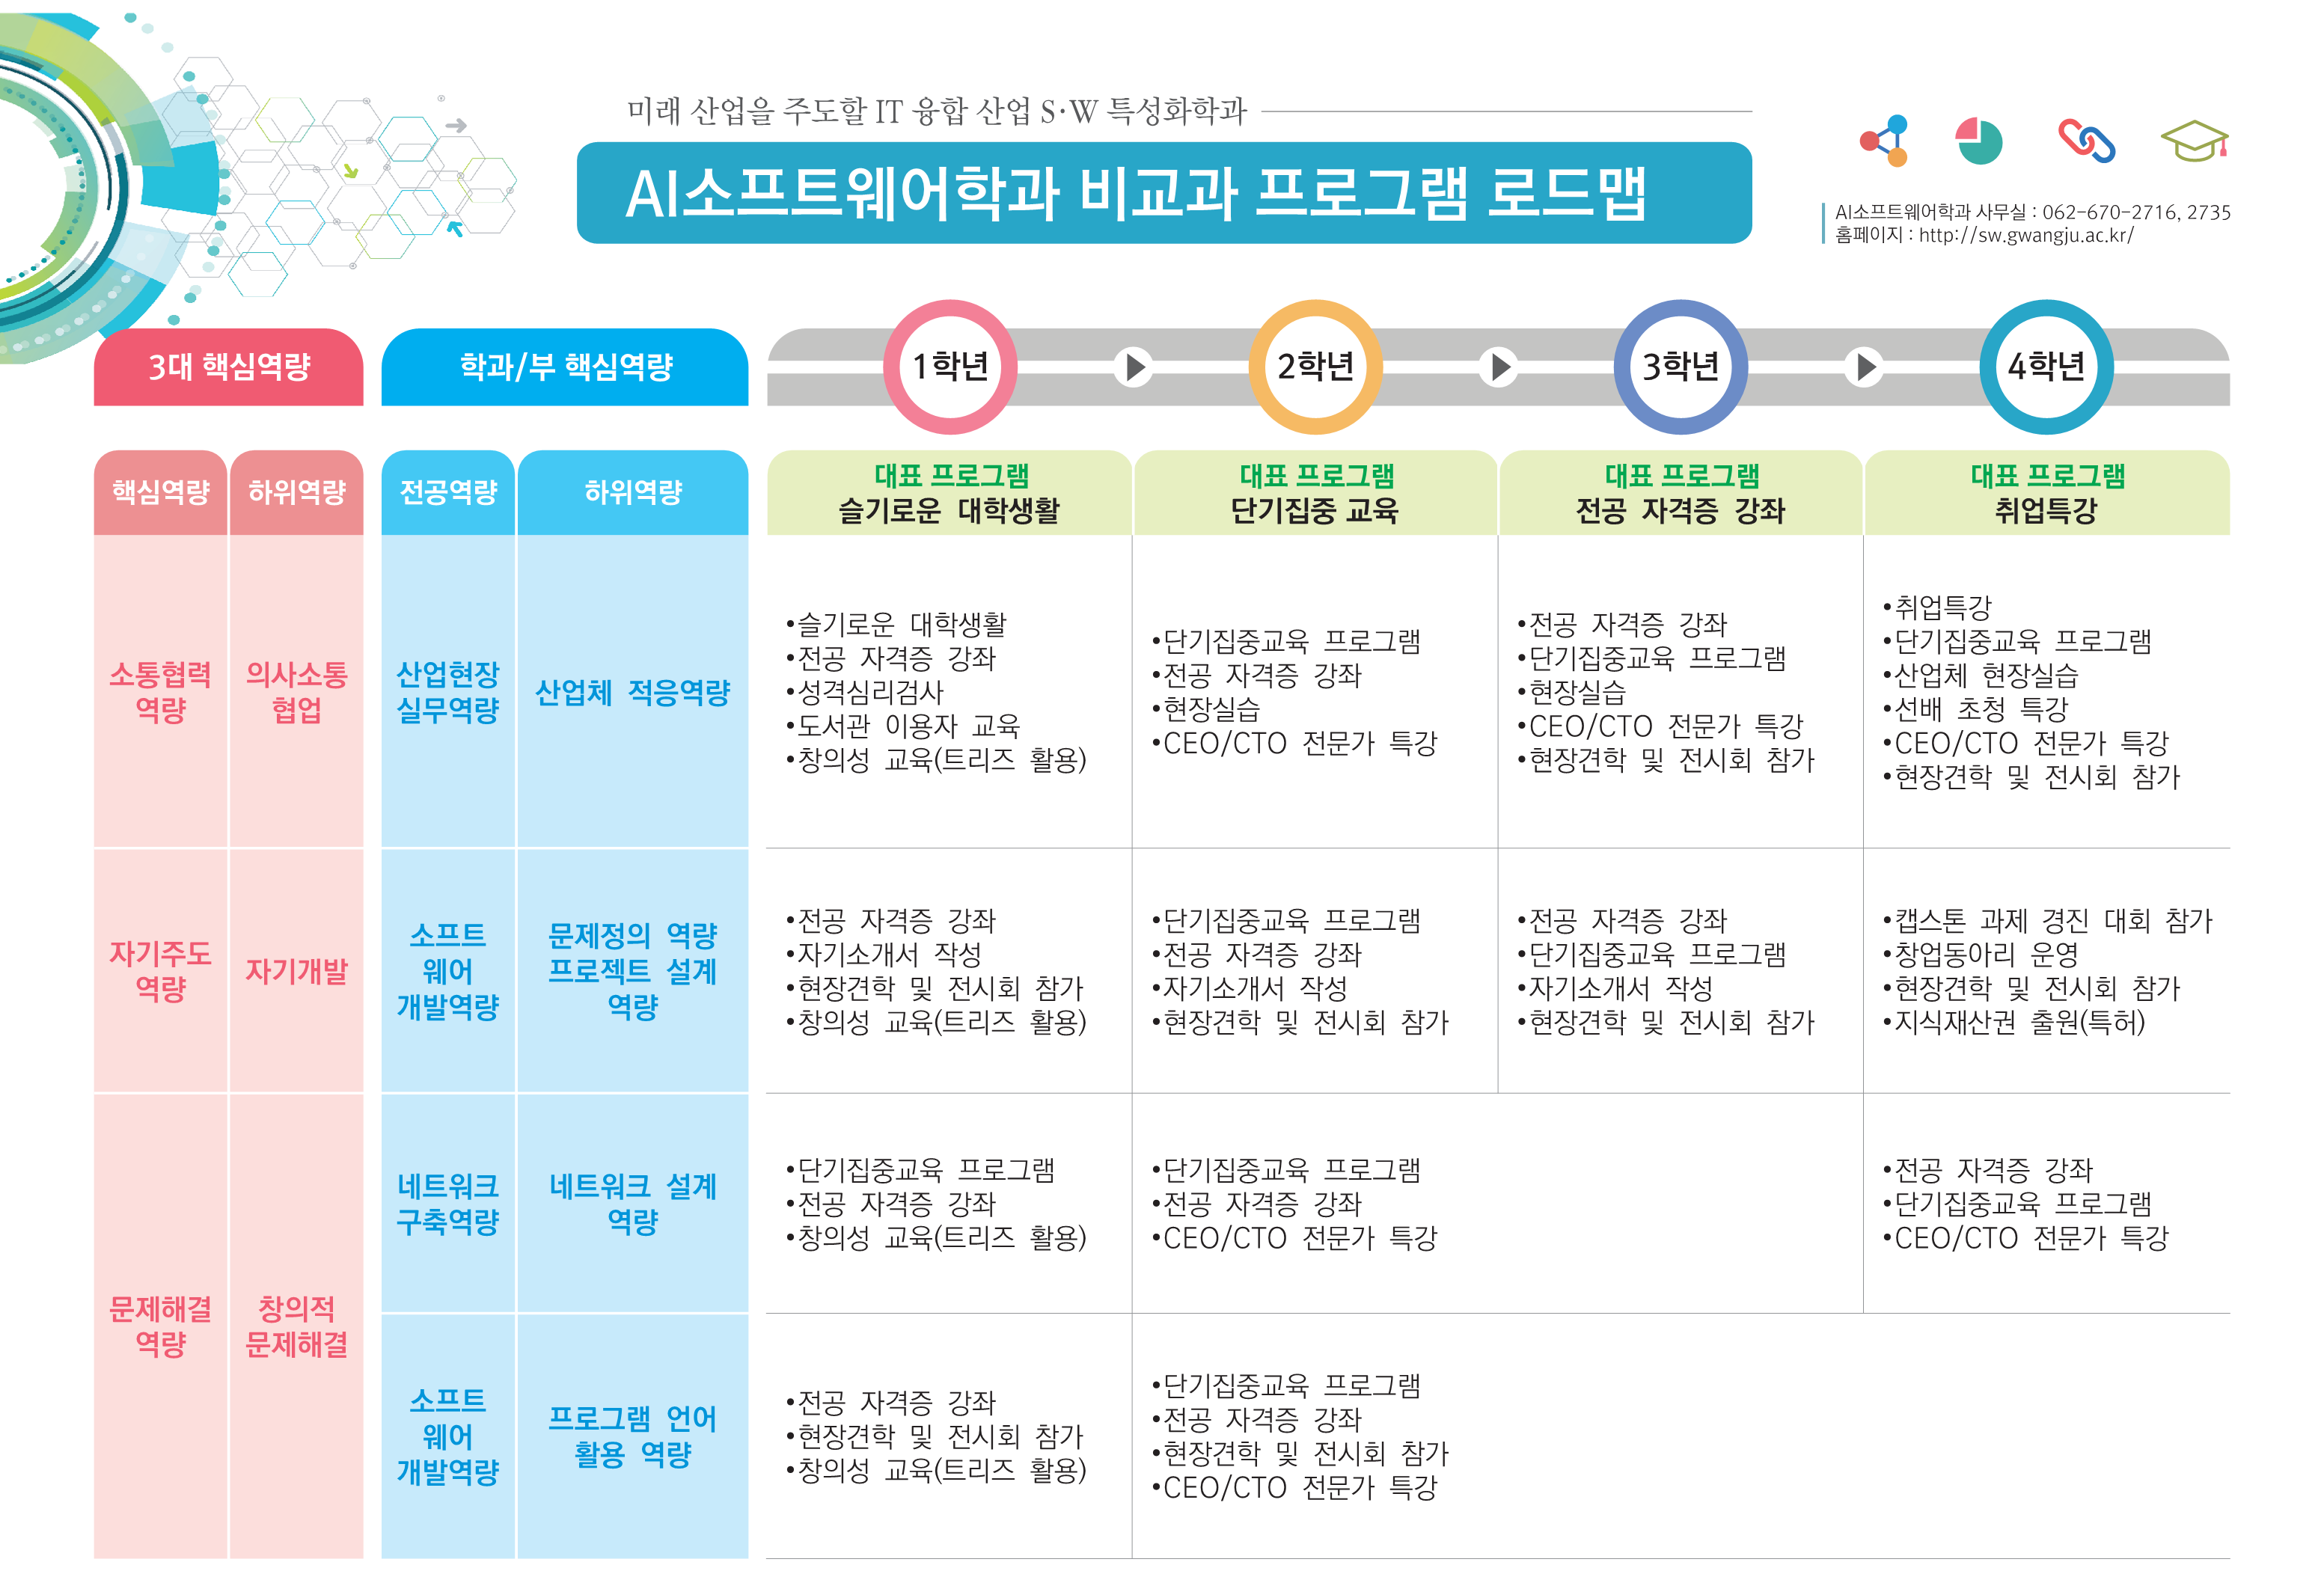 미래 산업을 주도할 IT 융합 산업 S·W 특성화학과
AI소프트웨어학과 비교과 프로그램 로드맵
AI소프트웨어학과 사무실 : 062-670-2716, 2735
홈페이지 : http://sw.gwangju.ac.kr/
3대 핵심역량
학과/부 핵심역량
1학년
2학년
3학년
4학년
핵심역량
하위역량
전공역량
하위역량
대표 프로그램
슬기로운 대학생활
대표 프로그램
단기집중 교육
대표 프로그램
전공 자격증 강좌
대표 프로그램
취업특강
소통협력
역량
의사소통
협업
산업현장
실무역량
산업체 적응역량
•슬기로운 대학생활
•전공 자격증 강좌
•성격심리검사
•도서관 이용자 교육
•창의성 교육(트리즈 활용)
•단기집중교육 프로그램
•전공 자격증 강좌
•현장실습
•CEO/CTO 전문가 특강
•전공 자격증 강좌
•단기집중교육 프로그램
•현장실습
•CEO/CTO 전문가 특강
•현장견학 및 전시회 참가
•취업특강
•단기집중교육 프로그램
•산업체 현장실습
•선배 초청 특강
•CEO/CTO 전문가 특강
•현장견학 및 전시회 참가
자기주도
역량
자기개발
소프트
웨어
개발역량
문제정의 역량
프로젝트 설계
역량
•전공 자격증 강좌
•자기소개서 작성
•현장견학 및 전시회 참가
•창의성 교육(트리즈 활용)
•단기집중교육 프로그램
•전공 자격증 강좌
•자기소개서 작성
•현장견학 및 전시회 참가
•전공 자격증 강좌
•단기집중교육 프로그램
•자기소개서 작성
•현장견학 및 전시회 참가
•캡스톤 과제 경진 대회 참가
•창업동아리 운영
•현장견학 및 전시회 참가
•지식재산권 출원(특허)
문제해결
역량
창의적
문제해결
네트워크
구축역량
네트워크 설계
역량
•단기집중교육 프로그램
•전공 자격증 강좌
•창의성 교육(트리즈 활용)
•단기집중교육 프로그램
•전공 자격증 강좌
•CEO/CTO 전문가 특강
•전공 자격증 강좌
•단기집중교육 프로그램
•CEO/CTO 전문가 특강
소프트
웨어
개발역량
프로그램 언어
활용 역량
•전공 자격증 강좌
•현장견학 및 전시회 참가
•창의성 교육(트리즈 활용)
•단기집중교육 프로그램
•전공 자격증 강좌
•현장견학 및 전시회 참가
•CEO/CTO 전문가 특강